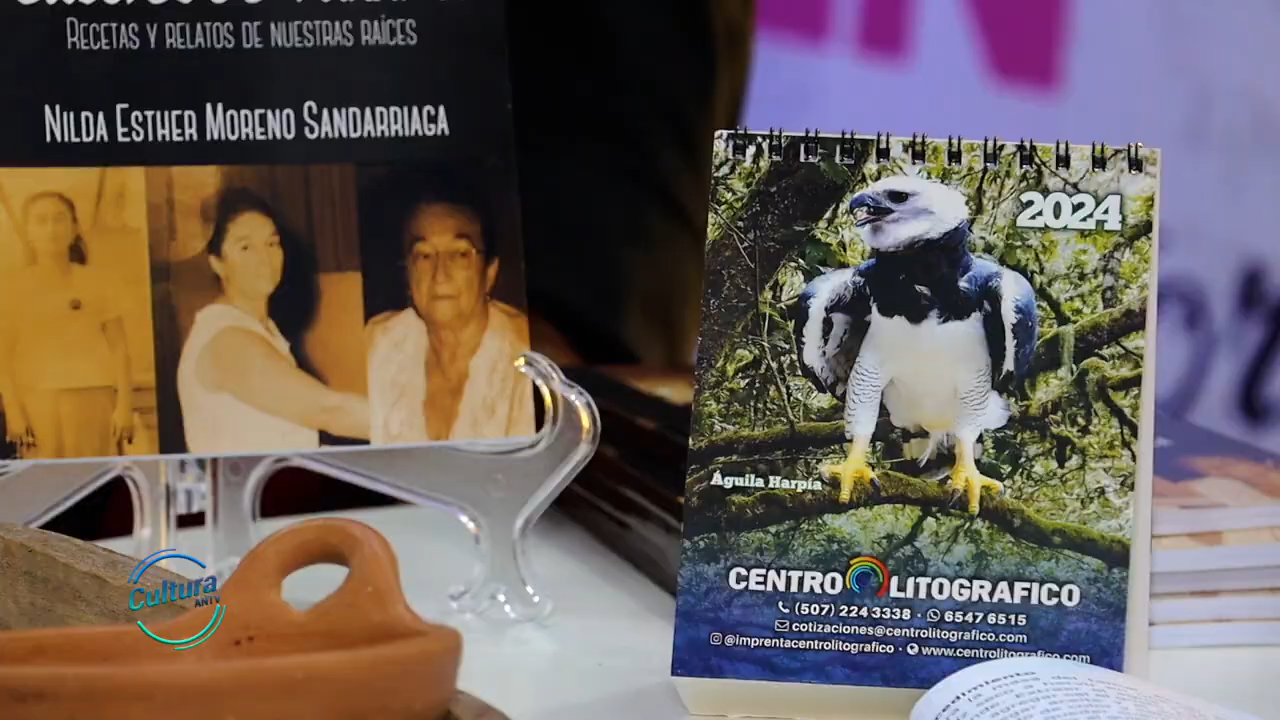 RECETAS Y RELATOS DE NUESTRAS RAÍCES
NILDA ESTHER MORENO SANDARRIAGA
2024
Águila Harpía
CENTRO LITOGRAFICO
(507) 224 3338 · 6547 6515
cotizaciones@centrolitografico.com
@imprentacentrolitografico · www.centrolitografico.com
Cultura
ANTV